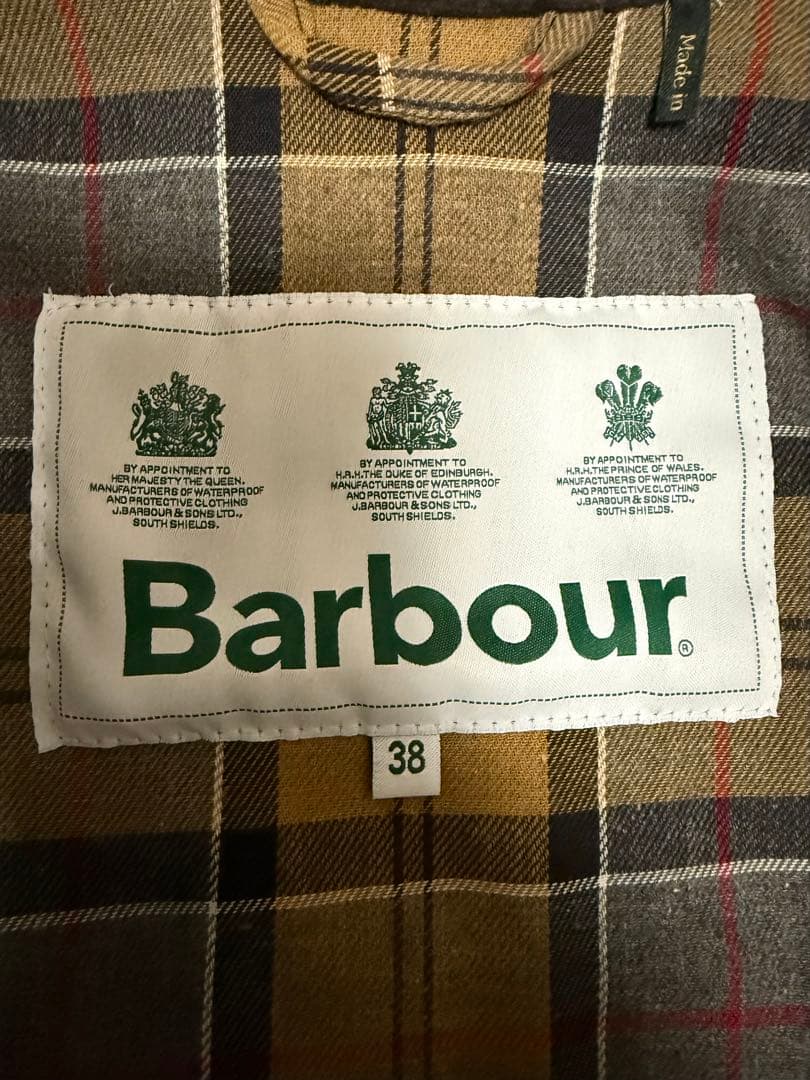 Made in
BY APPOINTMENT TO
HER MAJESTY THE QUEEN.
MANUFACTURERS OF WATERPROOF
AND PROTECTIVE CLOTHING
J.BARBOUR & SONS LTD.,
SOUTH SHIELDS.
BY APPOINTMENT TO
H.R.H. THE DUKE OF EDINBURGH.
MANUFACTURERS OF WATERPROOF
AND PROTECTIVE CLOTHING
J.BARBOUR & SONS LTD.,
SOUTH SHIELDS.
BY APPOINTMENT TO
H.R.H. THE PRINCE OF WALES.
MANUFACTURERS OF WATERPROOF
AND PROTECTIVE CLOTHING
J.BARBOUR & SONS LTD.,
SOUTH SHIELDS.
Barbour®
38